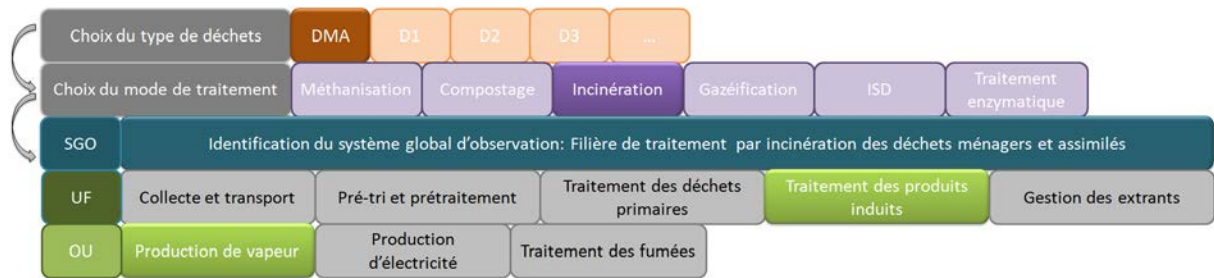 Choix du type de déchets DMA D1 D2 D3 ...
Choix du mode de traitement Méthanisation Compostage Incinération Gazéification ISD Traitement enzymatique
SGO Identification du système global d'observation: Filière de traitement par incinération des déchets ménagers et assimilés
UF Collecte et transport Pré-tri et prétraitement Traitement des déchets primaires Traitement des produits induits Gestion des extrants
OU Production de vapeur Production d'électricité Traitement des fumées